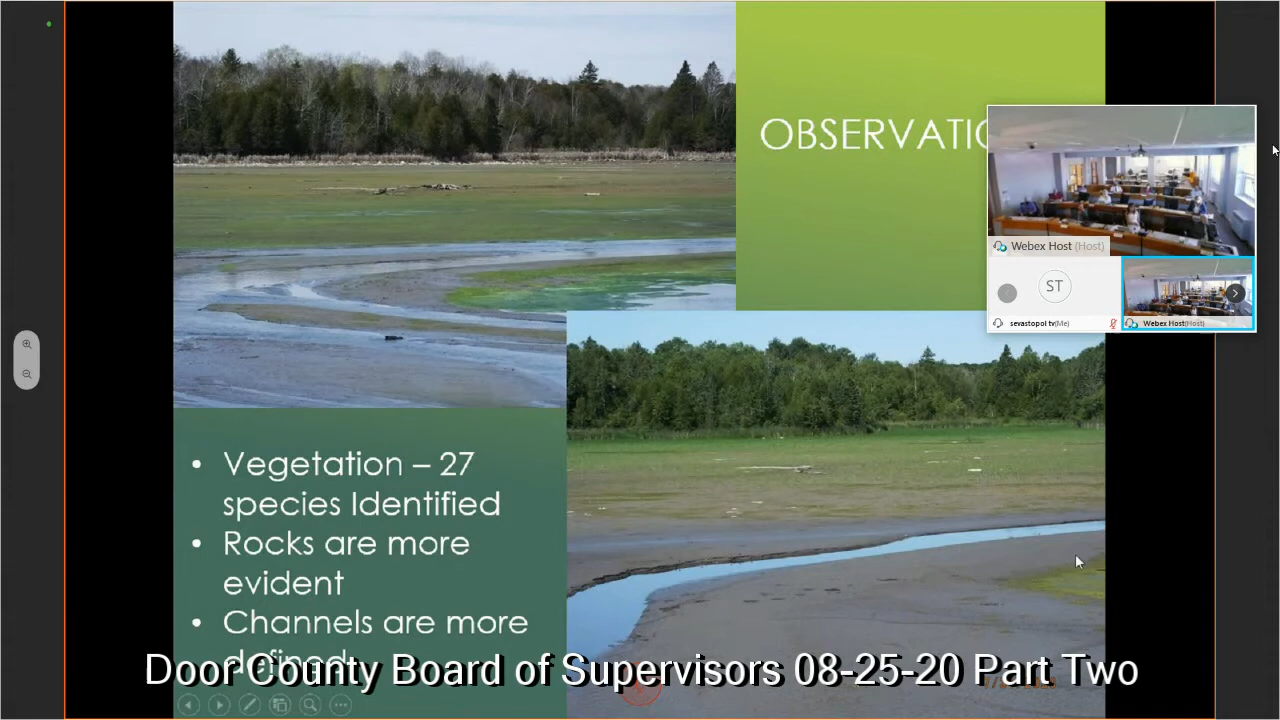 OBSERVATIO
Webex Host (Host)
ST
sevastopol tv(Me)
Webex Host(Host)
• Vegetation – 27
species Identified
• Rocks are more
evident
• Channels are more
defined
Door County Board of Supervisors 08-25-20 Part Two